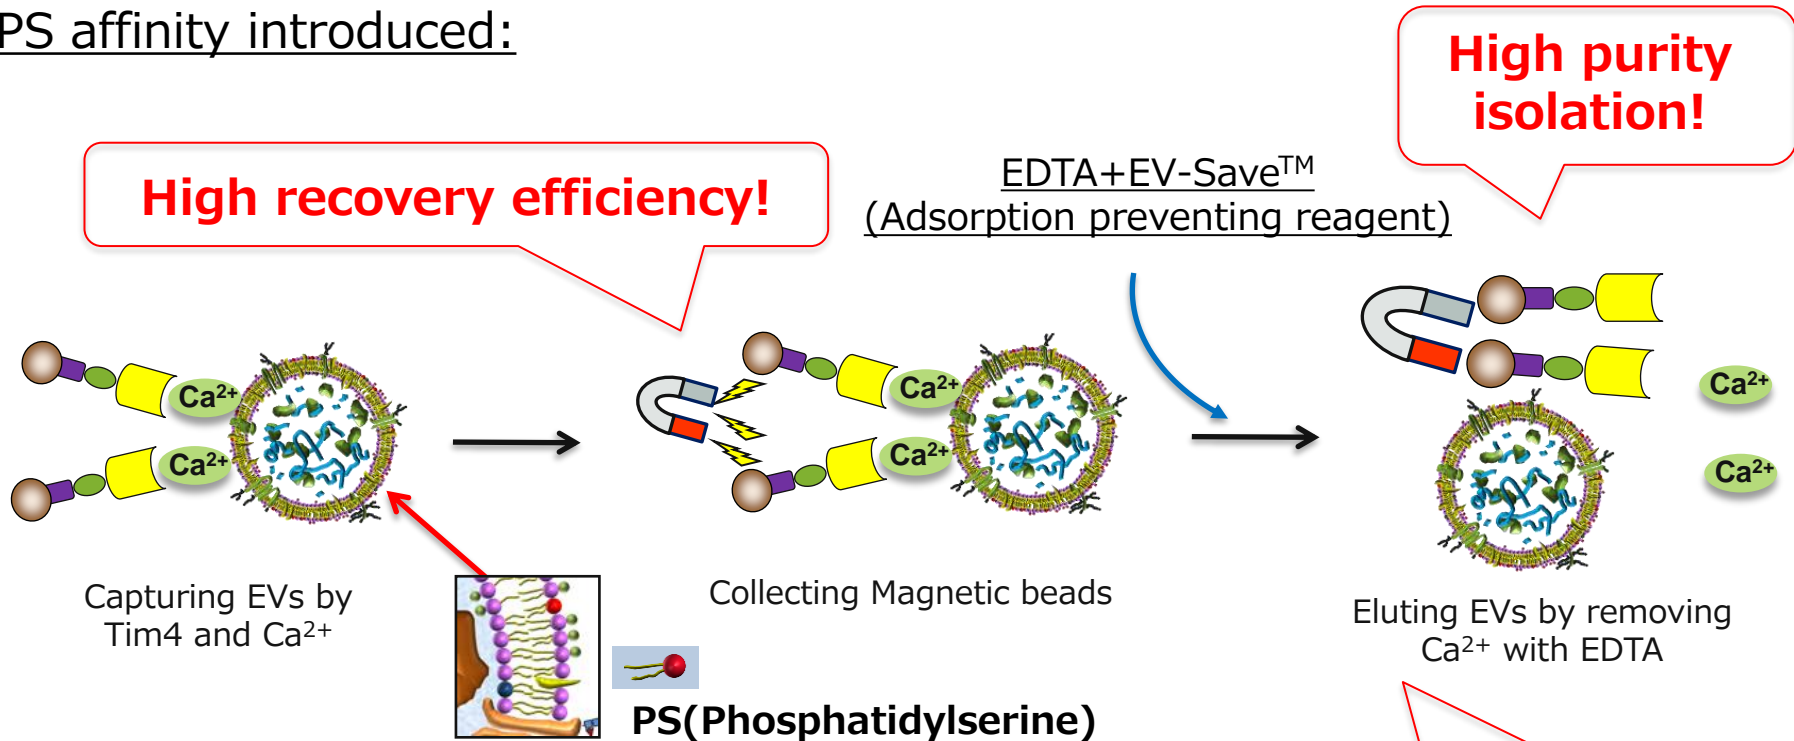 PS affinity introduced:
High purity
isolation!
High recovery efficiency!
EDTA+EV-Save™
(Adsorption preventing reagent)
Ca²⁺
Ca²⁺
Ca²⁺
Ca²⁺
Ca²⁺
Ca²⁺
Capturing EVs by
Tim4 and Ca²⁺
Collecting Magnetic beads
Eluting EVs by removing
Ca²⁺ with EDTA
PS(Phosphatidylserine)